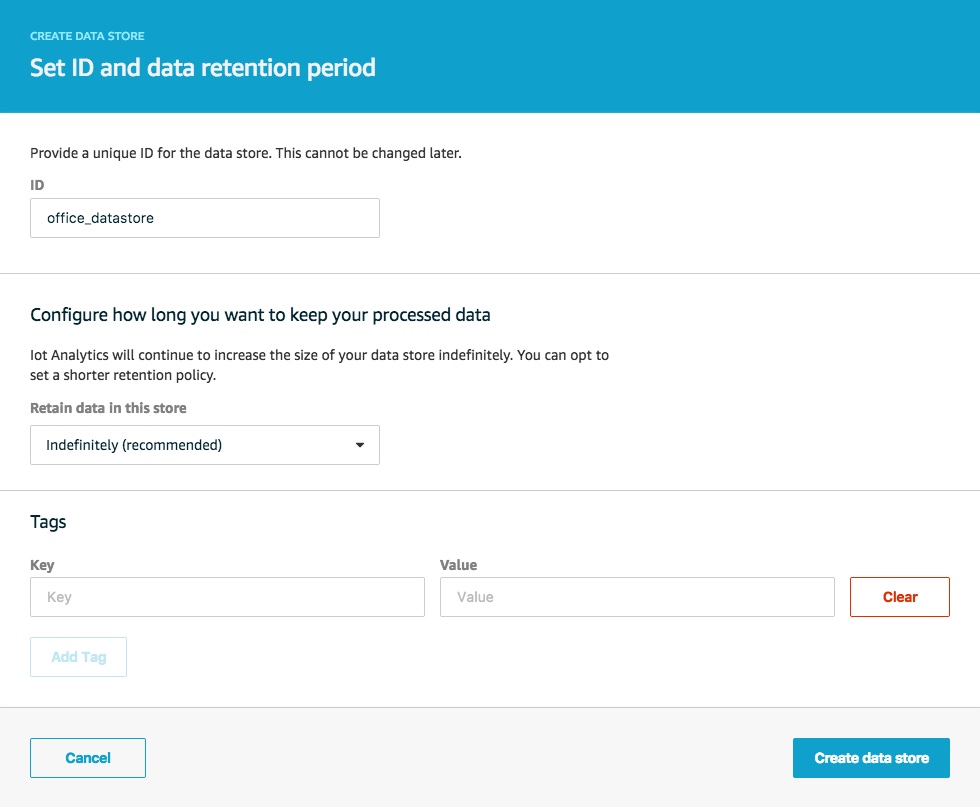 CREATE DATA STORE
Set ID and data retention period
Provide a unique ID for the data store. This cannot be changed later.
ID
office_datastore
Configure how long you want to keep your processed data
Iot Analytics will continue to increase the size of your data store indefinitely. You can opt to
set a shorter retention policy.
Retain data in this store
Indefinitely (recommended)
Tags
Key Value
Key Value Clear
Add Tag
Cancel Create data store